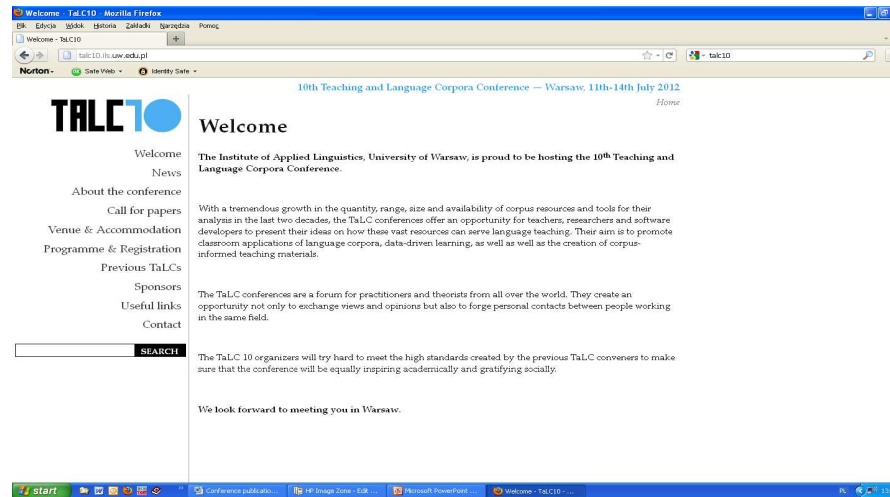 Welcome - TaLC10 - Mozilla Firefox
Plik Edycja Widok Historia Zakładki Narzędzia Pomoc
Welcome - TaLC10 +
talc10.ils.uw.edu.pl talc10
Norton - OK Safe Web Identity Safe
10th Teaching and Language Corpora Conference — Warsaw, 11th-14th July 2012
Home
TALC10
Welcome
News
About the conference
Call for papers
Venue & Accommodation
Programme & Registration
Previous TaLCs
Sponsors
Useful links
Contact
SEARCH
Welcome
The Institute of Applied Linguistics, University of Warsaw, is proud to be hosting the 10th Teaching and
Language Corpora Conference.
With a tremendous growth in the quantity, range, size and availability of corpus resources and tools for their
analysis in the last two decades, the TaLC conferences offer an opportunity for teachers, researchers and software
developers to present their ideas on how these vast resources can serve language teaching. Their aim is to promote
classroom applications of language corpora, data-driven learning, as well as well as the creation of corpus-
informed teaching materials.
The TaLC conferences are a forum for practitioners and theorists from all over the world. They create an
opportunity not only to exchange views and opinions but also to forge personal contacts between people working
in the same field.
The TaLC 10 organizers will try hard to meet the high standards created by the previous TaLC conveners to make
sure that the conference will be equally inspiring academically and gratifying socially.
We look forward to meeting you in Warsaw.
start Conference publicatio... HP Image Zone - Edit ... Microsoft PowerPoint ... Welcome - TaLC10 - ... PL